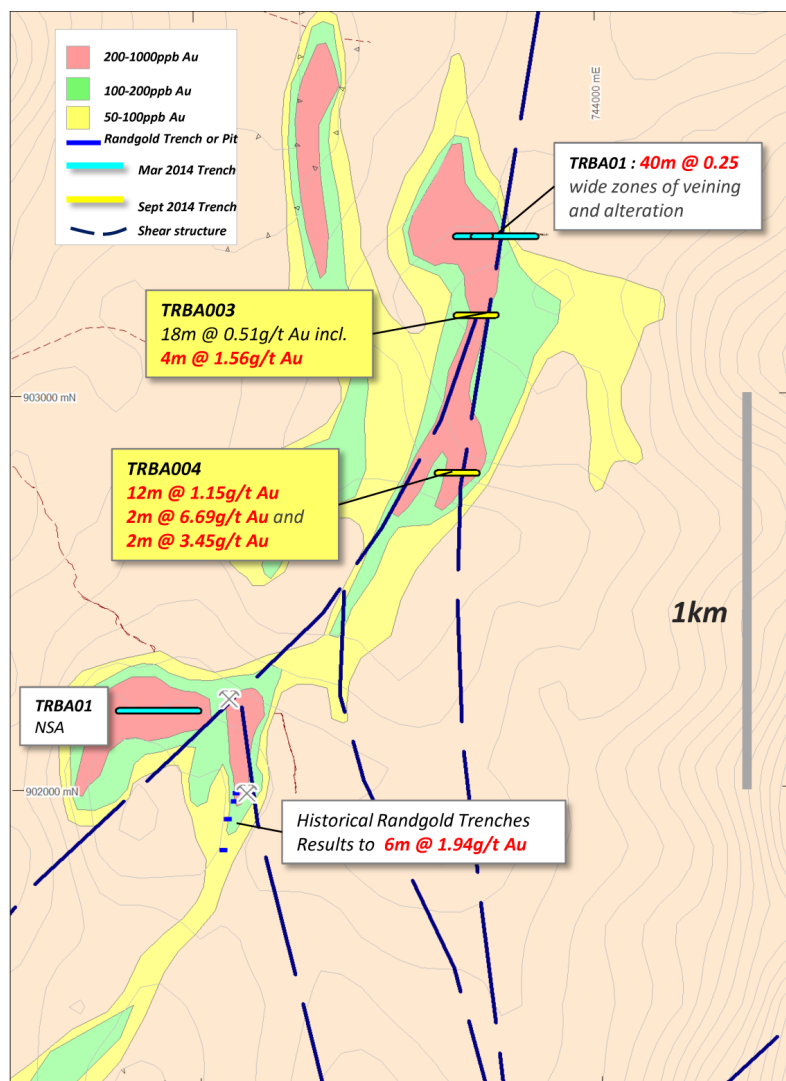 200-1000ppb Au
100-200ppb Au
50-100ppb Au
Randgold Trench or Pit
Mar 2014 Trench
Sept 2014 Trench
Shear structure
744000 mE
TRBA01 : 40m @ 0.25
wide zones of veining
and alteration
TRBA003
18m @ 0.51g/t Au incl.
4m @ 1.56g/t Au
903000 mN
TRBA004
12m @ 1.15g/t Au
2m @ 6.69g/t Au and
2m @ 3.45g/t Au
1km
TRBA01
NSA
902000 mN
Historical Randgold Trenches
Results to 6m @ 1.94g/t Au